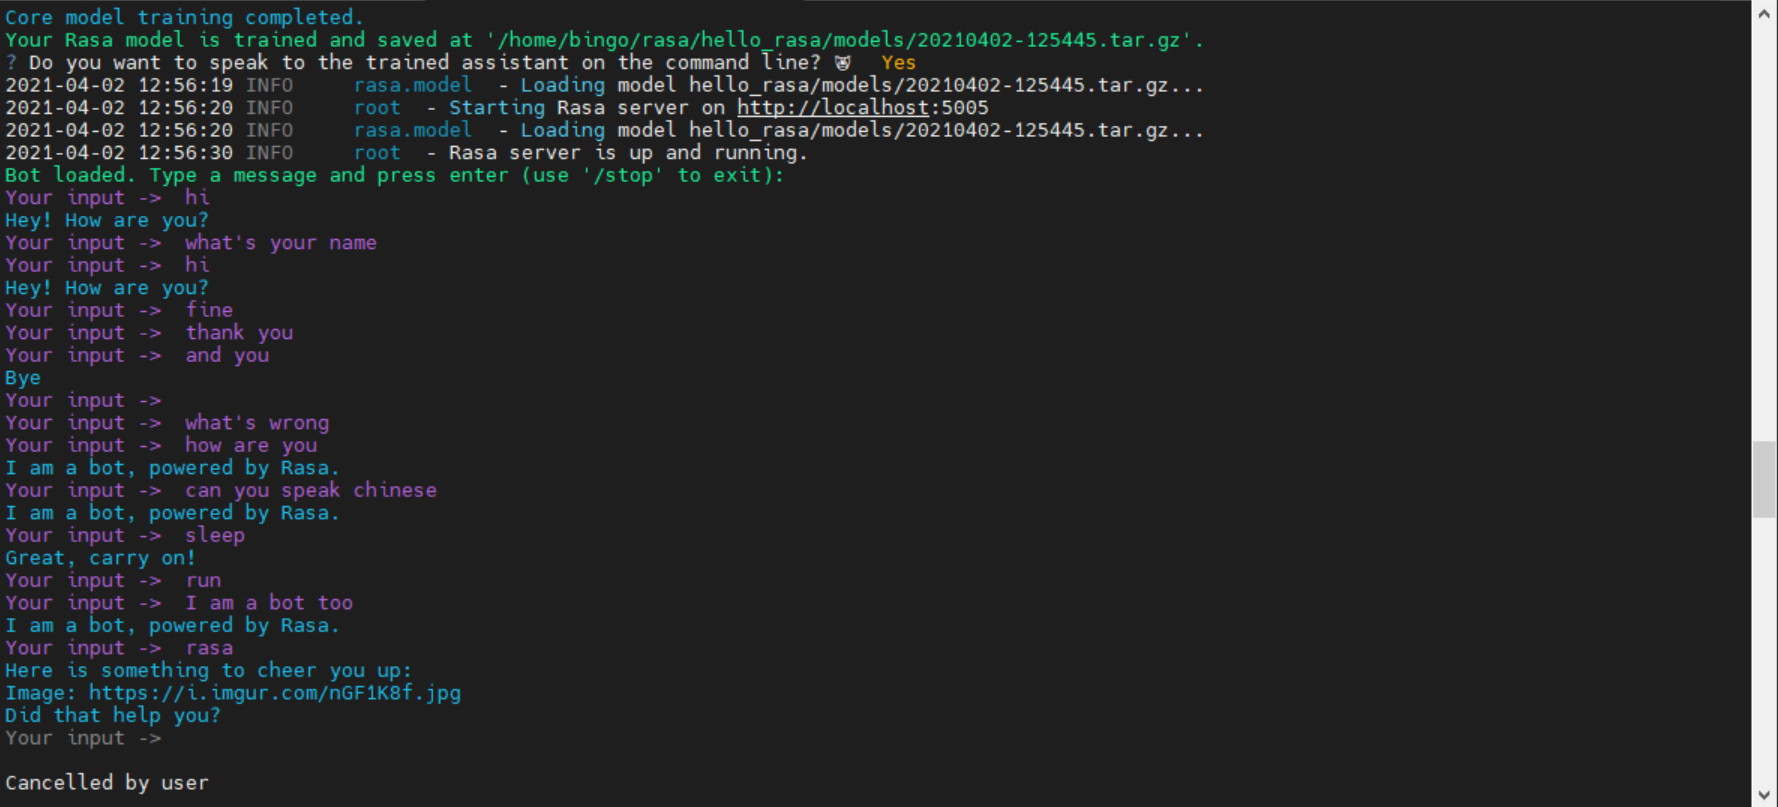 Core model training completed.
Your Rasa model is trained and saved at '/home/bingo/rasa/hello_rasa/models/20210402-125445.tar.gz'.
? Do you want to speak to the trained assistant on the command line? 🤖  Yes
2021-04-02 12:56:19 INFO     rasa.model  - Loading model hello_rasa/models/20210402-125445.tar.gz...
2021-04-02 12:56:20 INFO     root  - Starting Rasa server on http://localhost:5005
2021-04-02 12:56:20 INFO     rasa.model  - Loading model hello_rasa/models/20210402-125445.tar.gz...
2021-04-02 12:56:30 INFO     root  - Rasa server is up and running.
Bot loaded. Type a message and press enter (use '/stop' to exit):
Your input ->  hi
Hey! How are you?
Your input ->  what's your name
Your input ->  hi
Hey! How are you?
Your input ->  fine
Your input ->  thank you
Your input ->  and you
Bye
Your input ->
Your input ->  what's wrong
Your input ->  how are you
I am a bot, powered by Rasa.
Your input ->  can you speak chinese
I am a bot, powered by Rasa.
Your input ->  sleep
Great, carry on!
Your input ->  run
Your input ->  I am a bot too
I am a bot, powered by Rasa.
Your input ->  rasa
Here is something to cheer you up:
Image: https://i.imgur.com/nGF1K8f.jpg
Did that help you?
Your input ->
Cancelled by user